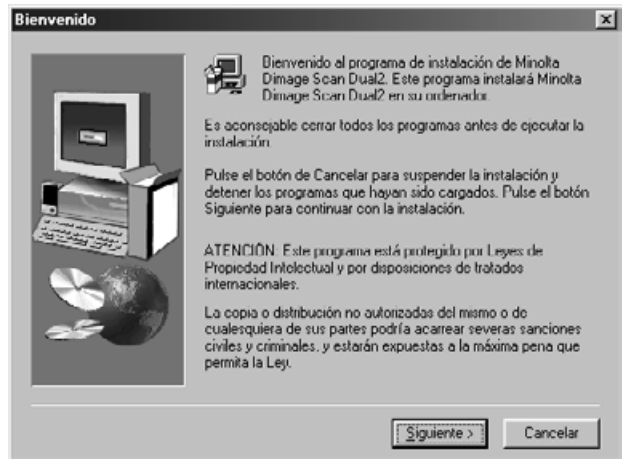 Bienvenido
Bienvenido al programa de instalación de Minolta
Dimage Scan Dual2. Este programa instalará Minolta
Dimage Scan Dual2 en su ordenador.
Es aconsejable cerrar todos los programas antes de ejecutar la
instalación
Pulse el botón de Cancelar para suspender la instalación y
detener los programas que hayan sido cargados. Pulse el botón
Siguiente para continuar con la instalación.
ATENCIÓN: Este programa está protegido por Leyes de
Propiedad Intelectual y por disposiciones de tratados
internacionales.
La copia o distribución no autorizadas del mismo o de
cualesquiera de sus partes podría acarrear severas sanciones
civiles y criminales, y estarán expuestas a la máxima pena que
permita la Ley.
Siguiente > Cancelar